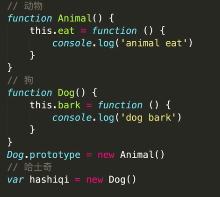 // 动物
function Animal() {
    this.eat = function () {
        console.log('animal eat')
    }
}
// 狗
function Dog() {
    this.bark = function () {
        console.log('dog bark')
    }
}
Dog.prototype = new Animal()
// 哈士奇
var hashiqi = new Dog()